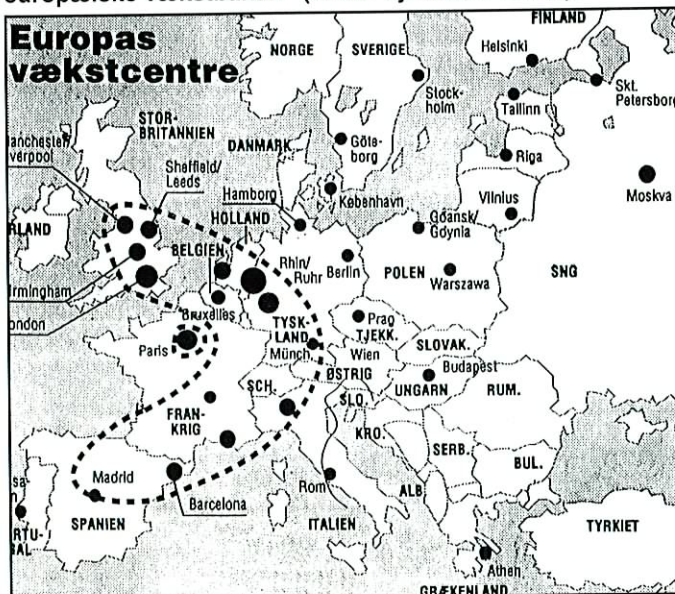 Europas
vækstcentre
FINLAND
NORGE
SVERIGE
Helsinki
Stock-
holm
Skt.
Petersborg
Tallinn
STOR-
BRITANNIEN
DANMARK
Göte-
borg
Riga
Moskva
Sheffield/
Leeds
Hamborg
København
Vilnius
HOLLAND
Gdansk/
Gdynia
BELGIEN
Rhin/
Ruhr
Berlin
POLEN
Warszawa
SNG
Bruxelles
Paris
TYSK-
LAND
Münch.
Prag
TJEKK.
SLOVAK.
Wien
ØSTRIG
Budapest
UNGARN
RUM.
SCH.
SLO.
FRAN-
KRIG
KRO.
SERB.
BUL.
Madrid
Rom
ALB
Barcelona
SPANIEN
ITALIEN
TYRKIET
Athen
GRÆKENLAND